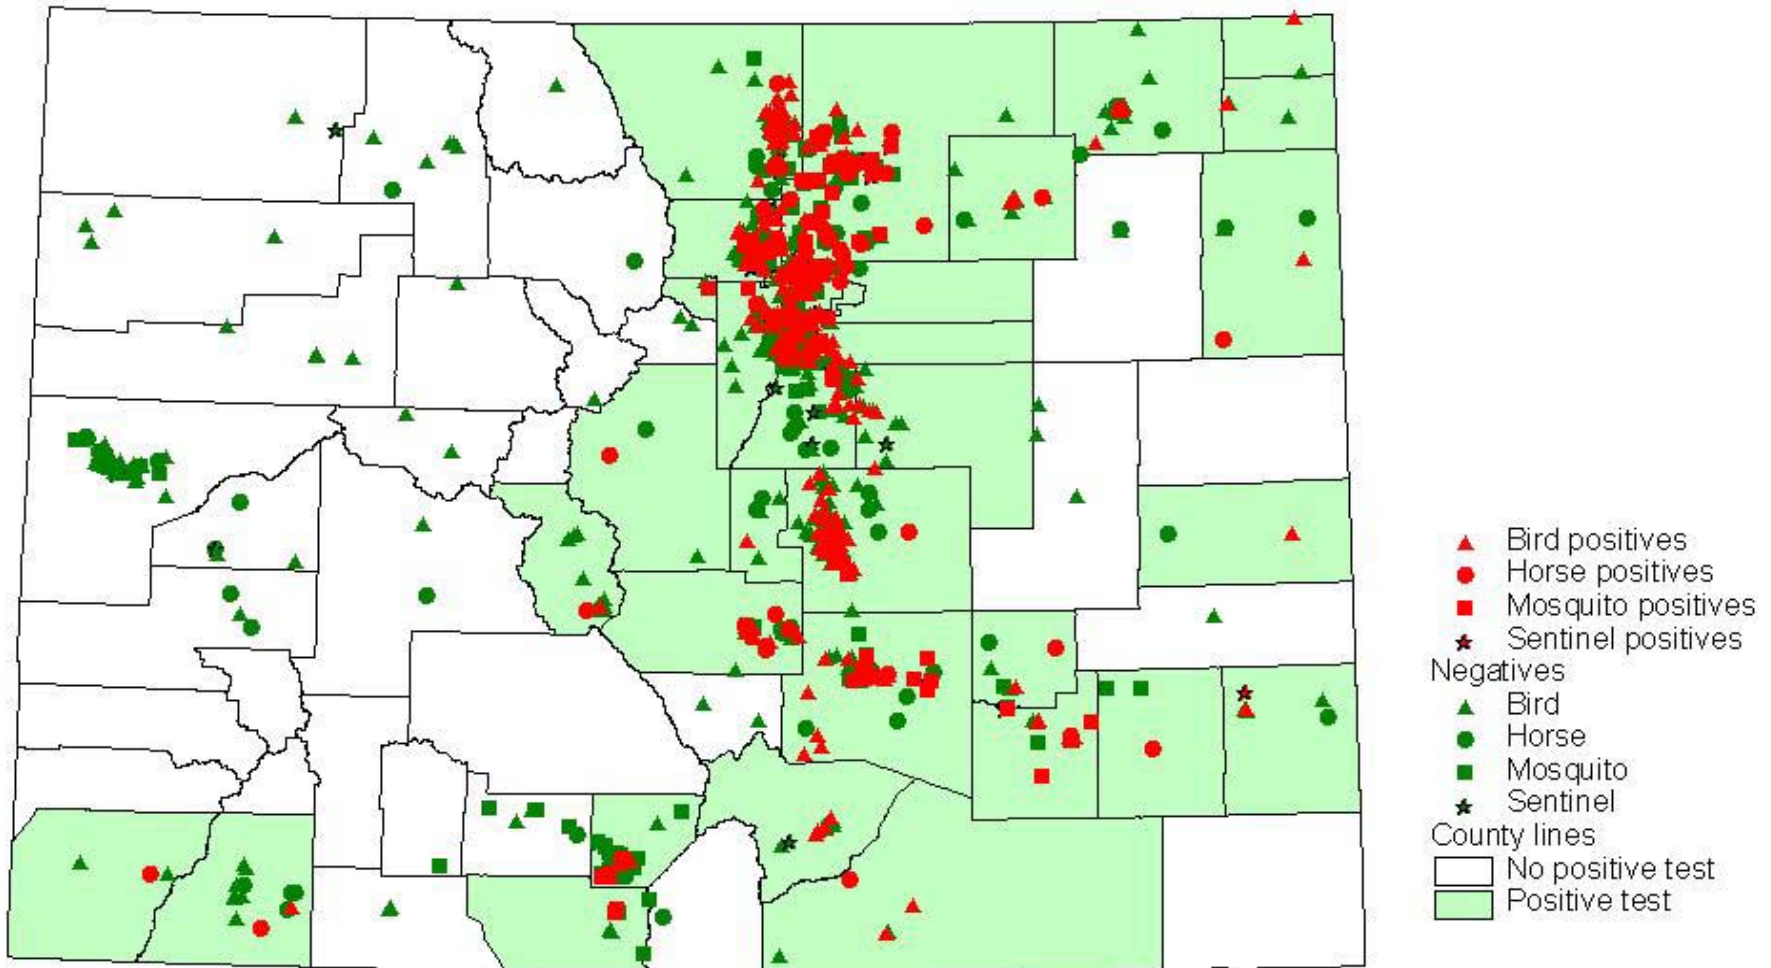 Bird positives
Horse positives
Mosquito positives
Sentinel positives
Negatives
Bird
Horse
Mosquito
Sentinel
County lines
No positive test
Positive test